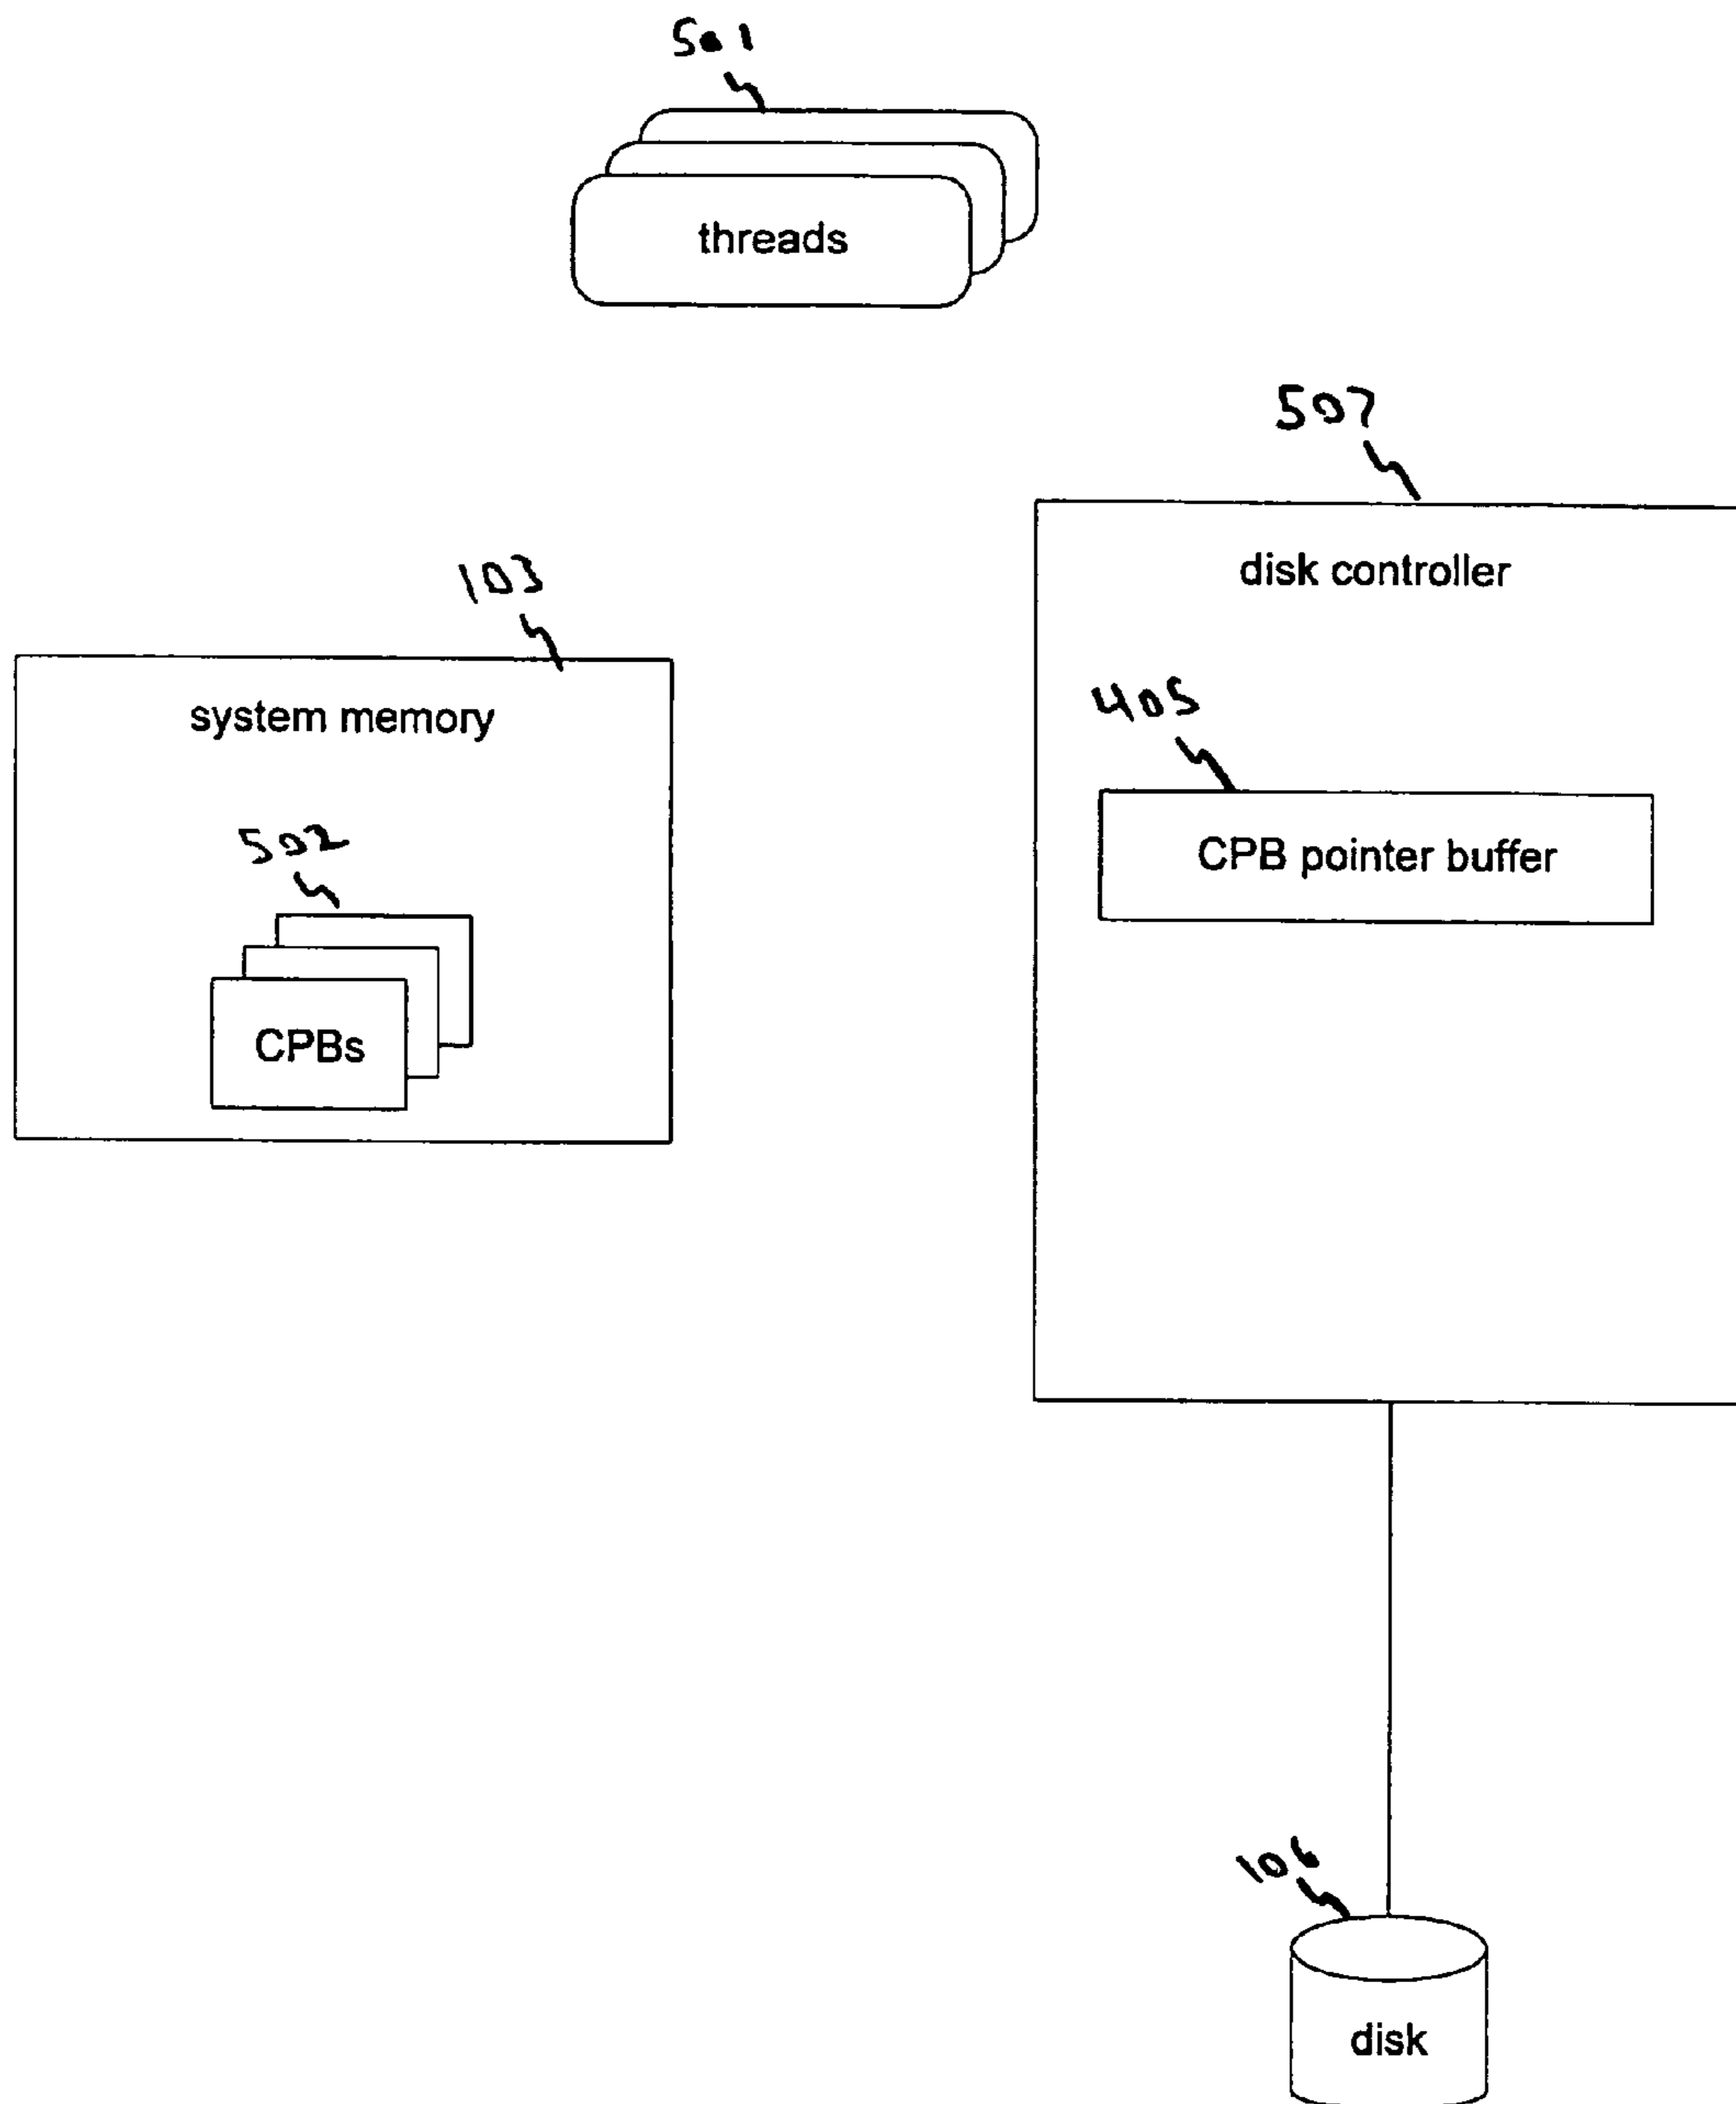 501
threads
507
disk controller
103
system memory
405
CPB pointer buffer
502
CPBs
106
disk